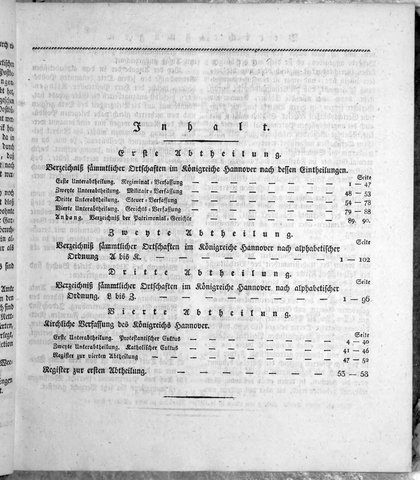 Inhalt.
Erste Abtheilung.
Verzeichniß sämmtlicher Ortschaften im Königreiche Hannover nach dessen Eintheilungen.
Seite
Erste Unterabtheilung. Regiminal-Verfassung — — — — — — — 1 — 47
Zweyte Unterabtheilung. Militair-Verfassung — — — — — — — 48 — 53
Dritte Unterabtheilung. Steuer-Verfassung — — — — — — — 54 — 78
Vierte Unterabtheilung. Gerichts-Verfassung — — — — — — — 79 — 88
Anhang. Verzeichniß der Patrimonial-Gerichte — — — — — — — 89. 90.
Zweyte Abtheilung.
Verzeichniß sämmtlicher Ortschaften im Königreiche Hannover nach alphabetischer Seite
Ordnung A bis K. — — — — — — — 1 — 102
Dritte Abtheilung.
Verzeichniß sämmtlicher Ortschaften im Königreiche Hannover nach alphabetischer Seite
Ordnung. L bis Z. — — — — — — — 1 — 96
Vierte Abtheilung.
Kirchliche Verfassung des Königreichs Hannover.
Seite
Erste Unterabtheilung. Protestantischer Cultus — — — — — — — 4 — 40
Zweyte Unterabtheilung. Katholischer Cultus — — — — — — — 41 — 46
Register zur vierten Abtheilung — — — — — — — 47 — 52
Register zur ersten Abtheilung. — — — — — — — 53 — 58